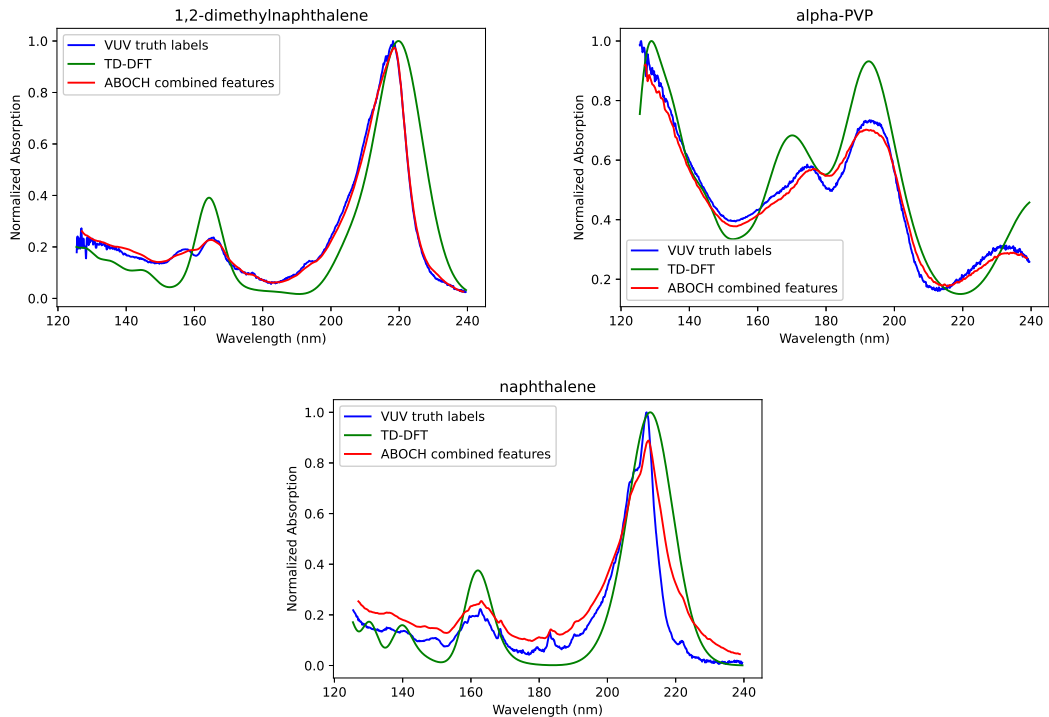 1,2-dimethylnaphthalene
Normalized Absorption
1.0
0.8
0.6
0.4
0.2
0.0
VUV truth labels
TD-DFT
ABOCH combined features
120 140 160 180 200 220 240
Wavelength (nm)
alpha-PVP
Normalized Absorption
1.0
0.8
0.6
0.4
0.2
VUV truth labels
TD-DFT
ABOCH combined features
120 140 160 180 200 220 240
Wavelength (nm)
naphthalene
Normalized Absorption
1.0
0.8
0.6
0.4
0.2
0.0
VUV truth labels
TD-DFT
ABOCH combined features
120 140 160 180 200 220 240
Wavelength (nm)